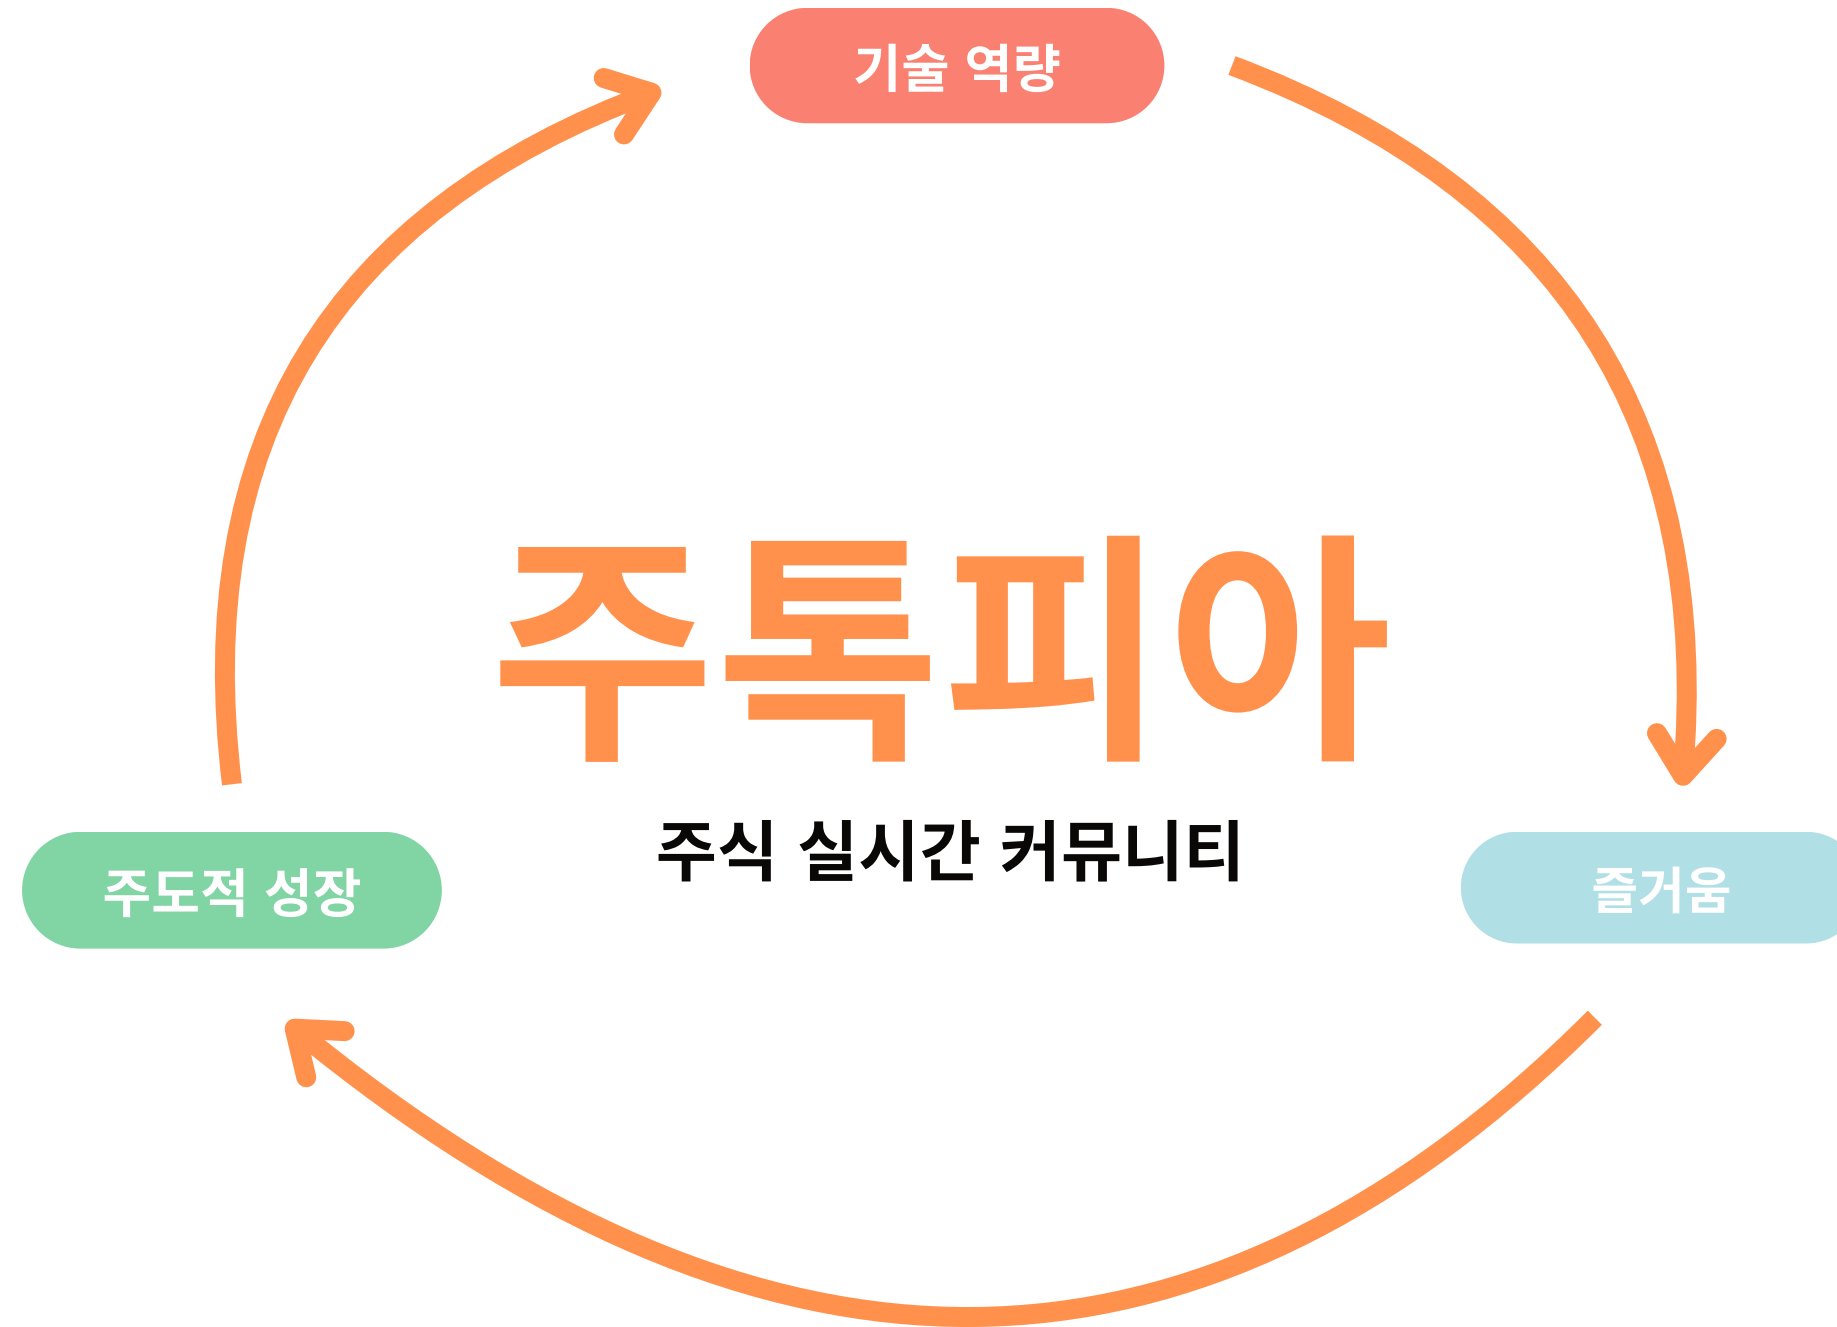 기술 역량
주톡피아
주식 실시간 커뮤니티
주도적 성장
즐거움